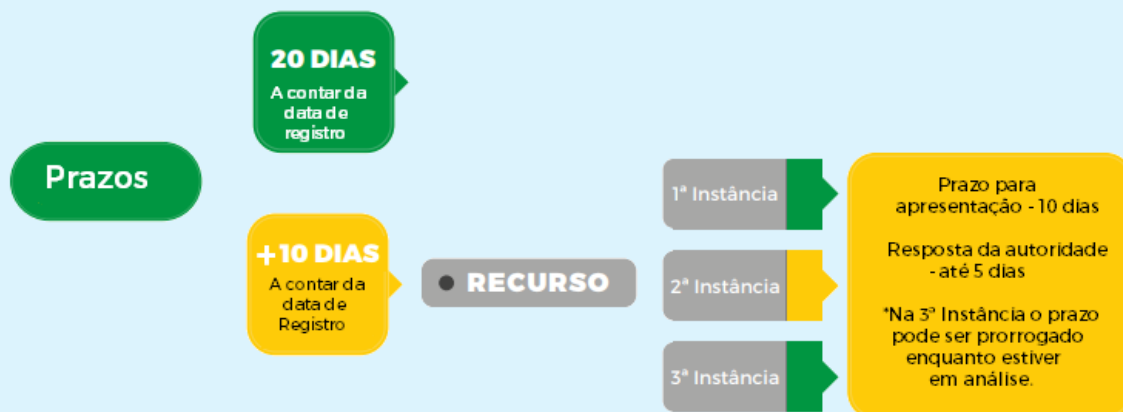 Prazos
20 DIAS
A contar da
data de
registro
+10 DIAS
A contar da
data de
Registro
• RECURSO
1ª Instância
2ª Instância
3ª Instância
Prazo para
apresentação - 10 dias
Resposta da autoridade
- até 5 dias
*Na 3ª Instância o prazo
pode ser prorrogado
enquanto estiver
em análise.